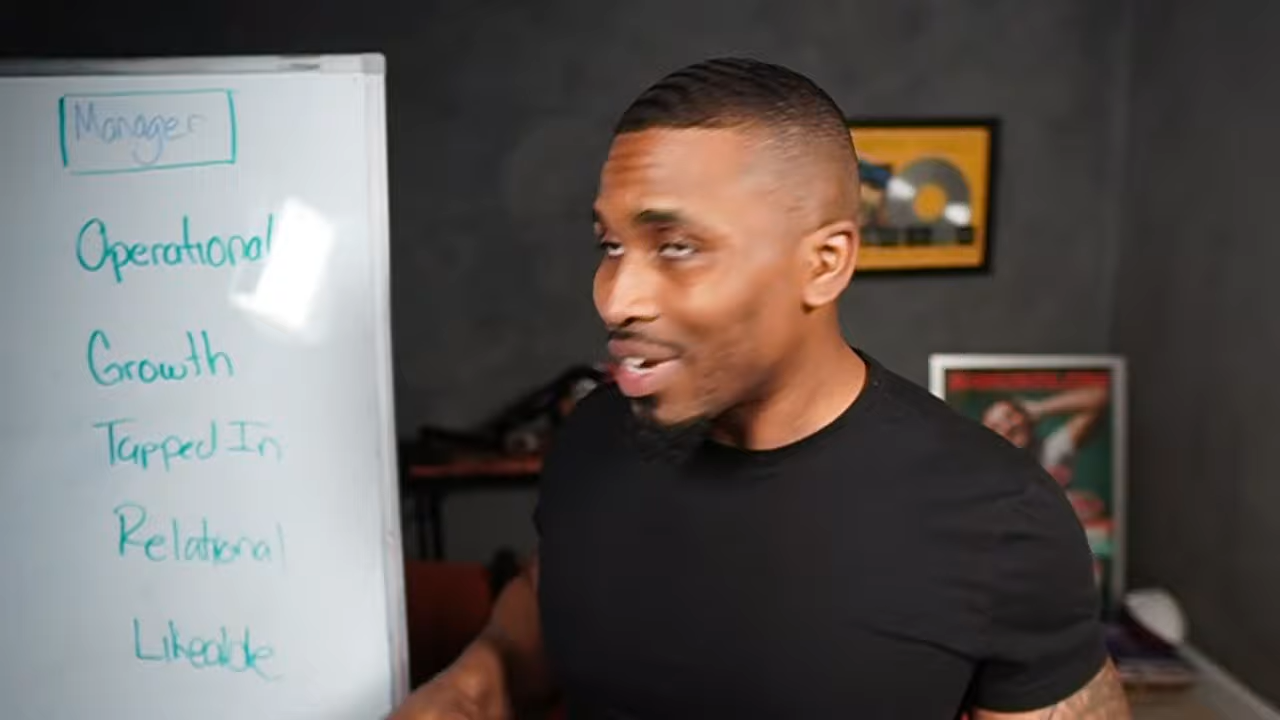 Manager
Operational
Growth
Tapped In
Relational
Likeable